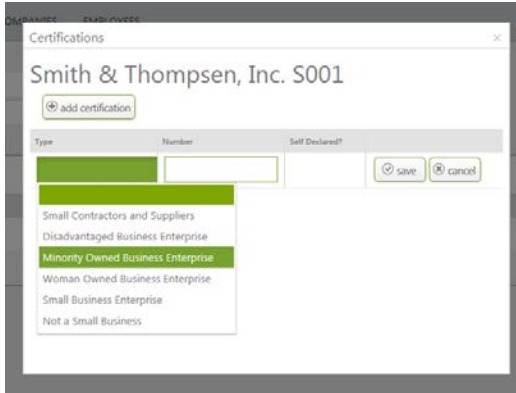 COMPANIES EMPLOYEES
Certifications
Smith & Thompsen, Inc. S001
add certification
Type Number Self Declared?
save cancel
Small Contractors and Suppliers
Disadvantaged Business Enterprise
Minority Owned Business Enterprise
Woman Owned Business Enterprise
Small Business Enterprise
Not a Small Business